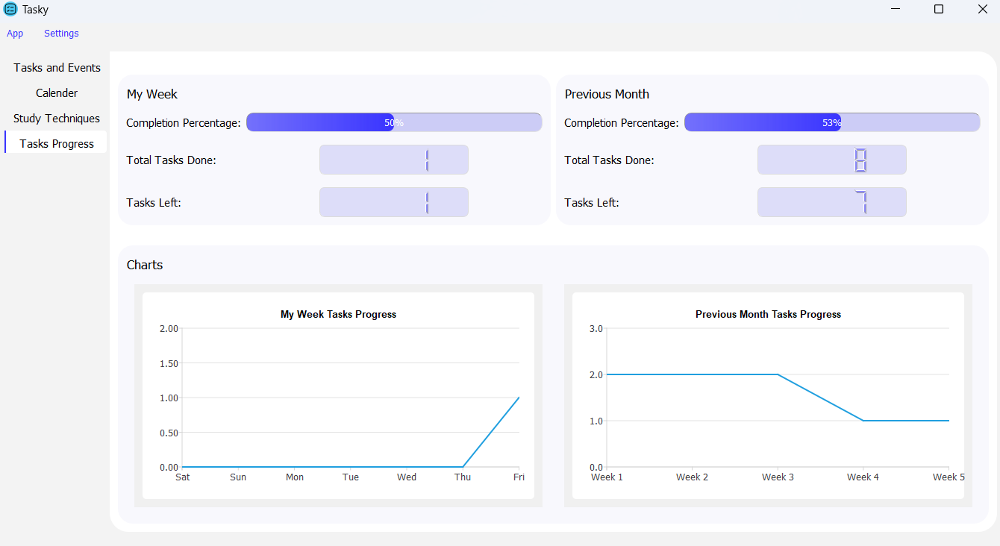 Tasky
App Settings
Tasks and Events
Calender
Study Techniques
Tasks Progress
My Week
Completion Percentage: 50%
Total Tasks Done: 1
Tasks Left: 1
Previous Month
Completion Percentage: 53%
Total Tasks Done: 8
Tasks Left: 7
Charts
My Week Tasks Progress
2.00
1.50
1.00
0.50
0.00
Sat Sun Mon Tue Wed Thu Fri
Previous Month Tasks Progress
3.0
2.0
1.0
0.0
Week 1 Week 2 Week 3 Week 4 Week 5